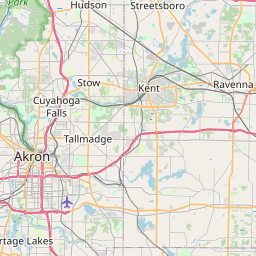 Park
Hudson
Streetsboro
Stow
Kent
Ravenna
Cuyahoga
Falls
Tallmadge
Akron
rtage Lakes